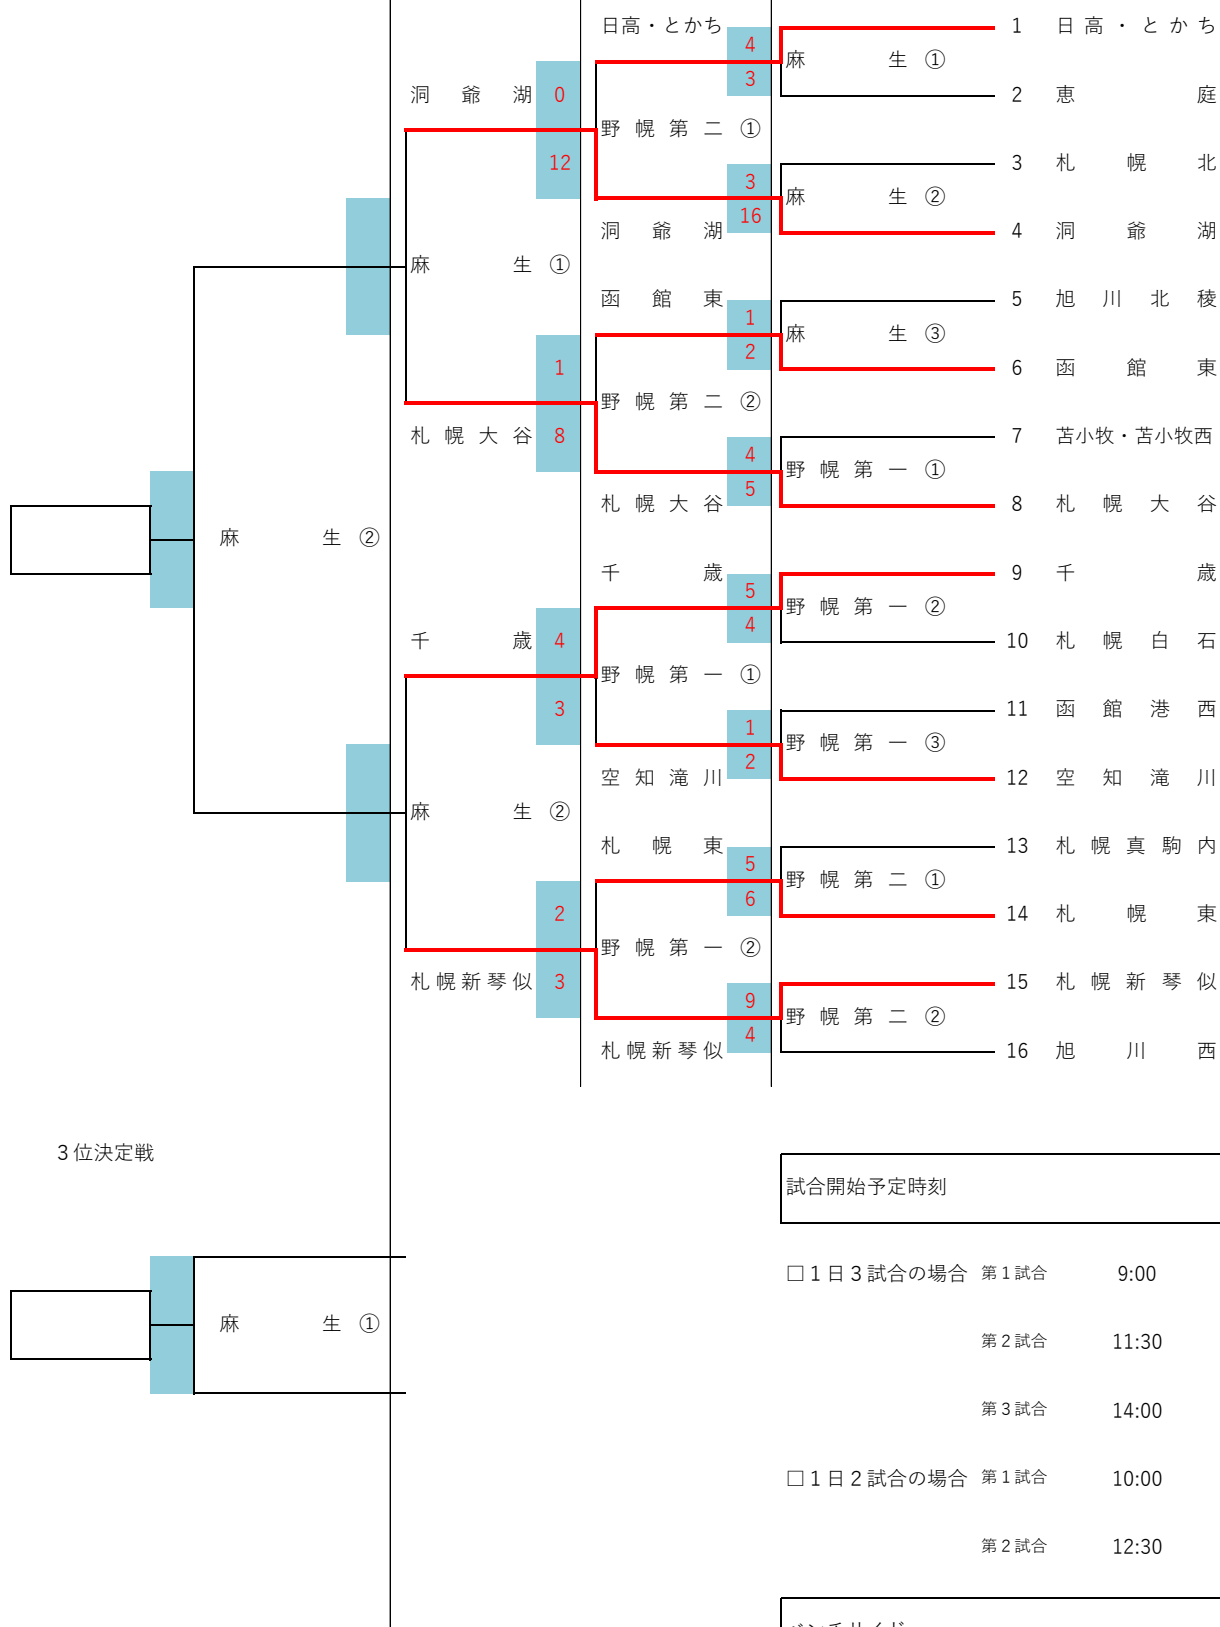 日高・とかち 4 1 日高・とかち
麻生 ①
3
洞爺湖 0 2 恵庭
野幌第二 ①
12 3 3 札幌北
麻生 ②
16
洞爺湖 4 洞爺湖
麻生 ①
函館東 5 旭川北稜
1
麻生 ③
2
1 6 函館東
野幌第二 ②
札幌大谷 8 7 苫小牧・苫小牧西
4
野幌第一 ①
5
札幌大谷 8 札幌大谷
麻生 ②
千歳 9 千歳
5
野幌第一 ②
4
千歳 4 10 札幌白石
野幌第一 ①
3 11 函館港西
1
野幌第一 ③
2
空知滝川 12 空知滝川
麻生 ②
札幌東 13 札幌真駒内
5
野幌第二 ①
6
2 14 札幌東
野幌第一 ②
札幌新琴似 3 15 札幌新琴似
9
野幌第二 ②
4
札幌新琴似 16 旭川西
3位決定戦
試合開始予定時刻
□1日3試合の場合 第1試合 9:00
麻生 ①
第2試合 11:30
第3試合 14:00
□1日2試合の場合 第1試合 10:00
第2試合 12:30